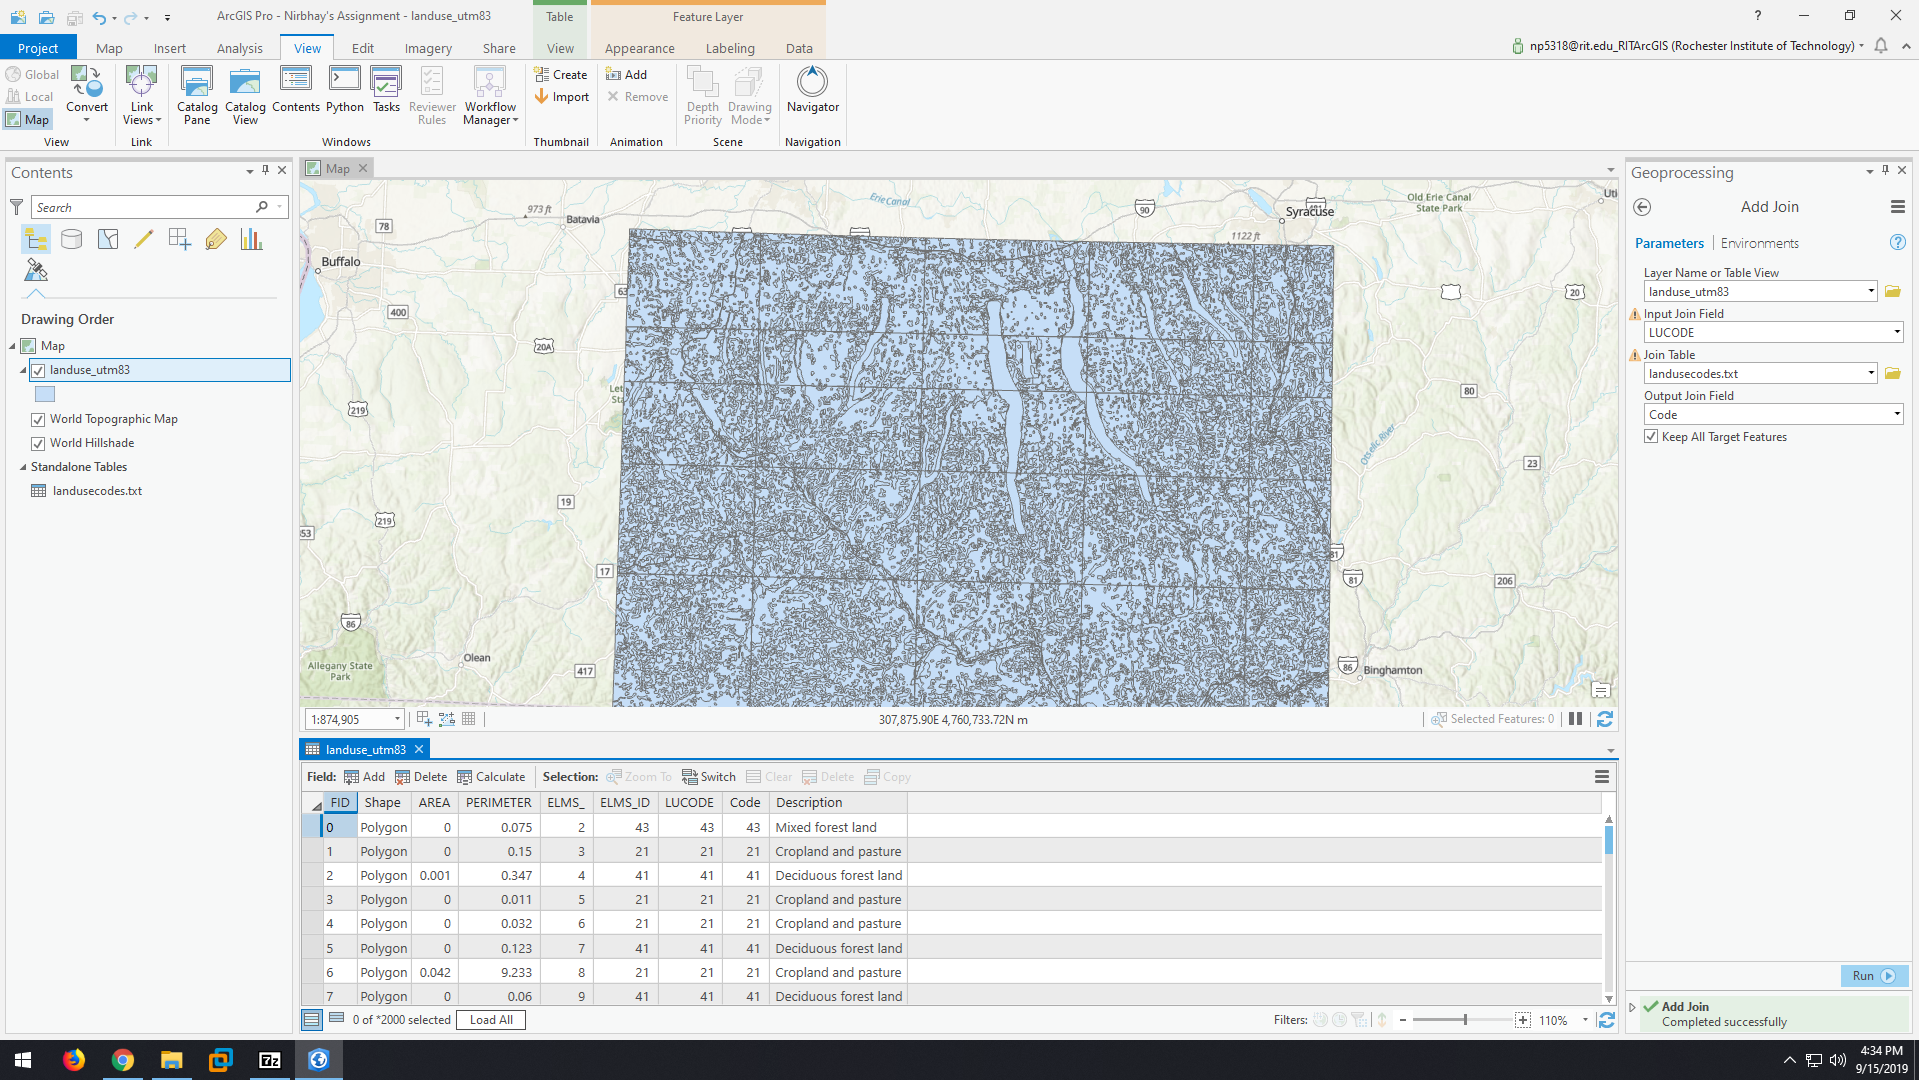 ArcGIS Pro - Nirbhay's Assignment - landuse_utm83
Table
Feature Layer
?
Project
Map
Insert
Analysis
View
Edit
Imagery
Share
View
Appearance
Labeling
Data
np5318@rit.edu_RITArcGIS (Rochester Institute of Technology)
Global
Local
Map
Convert
Link Views
Catalog Pane
Catalog View
Contents
Python
Tasks
Reviewer Rules
Workflow Manager
Create
Import
Add
Remove
Depth Priority
Drawing Mode
Navigator
View
Link
Windows
Thumbnail
Animation
Scene
Navigation
Contents
Search
Drawing Order
Map
landuse_utm83
World Topographic Map
World Hillshade
Standalone Tables
landusecodes.txt
Map
973 ft
Batavia
Erie Canal
90
Syracuse
Old Erie Canal State Park
Uti
78
1122 ft
Buffalo
63
400
20
20A
219
80
Otselic River
23
19
219
53
17
81
81
206
86
Olean
Allegany State Park
417
86
Binghamton
1:874,905
307,875.90E 4,760,733.72N m
Selected Features: 0
landuse_utm83
Field: Add Delete Calculate Selection: Zoom To Switch Clear Delete Copy
FID Shape AREA PERIMETER ELMS_ ELMS_ID LUCODE Code Description
0 Polygon 0 0.075 2 43 43 43 Mixed forest land
1 Polygon 0 0.15 3 21 21 21 Cropland and pasture
2 Polygon 0.001 0.347 4 41 41 41 Deciduous forest land
3 Polygon 0 0.011 5 21 21 21 Cropland and pasture
4 Polygon 0 0.032 6 21 21 21 Cropland and pasture
5 Polygon 0 0.123 7 41 41 41 Deciduous forest land
6 Polygon 0.042 9.233 8 21 21 21 Cropland and pasture
7 Polygon 0 0.06 9 41 41 41 Deciduous forest land
0 of *2000 selected
Load All
Filters:
110%
Geoprocessing
Add Join
Parameters
Environments
?
Layer Name or Table View
landuse_utm83
Input Join Field
LUCODE
Join Table
landusecodes.txt
Output Join Field
Code
Keep All Target Features
Run
Add Join
Completed successfully
7z
4:34 PM
9/15/2019